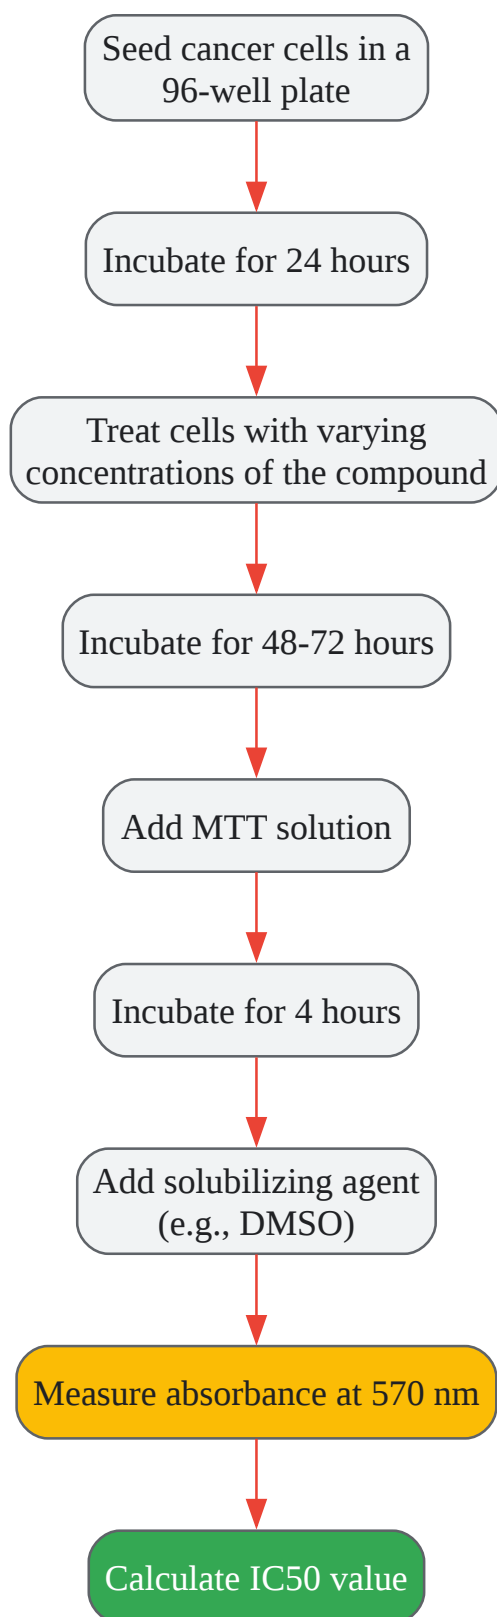 Seed cancer cells in a
96-well plate
Incubate for 24 hours
Treat cells with varying
concentrations of the compound
Incubate for 48-72 hours
Add MTT solution
Incubate for 4 hours
Add solubilizing agent
(e.g., DMSO)
Measure absorbance at 570 nm
Calculate IC50 value